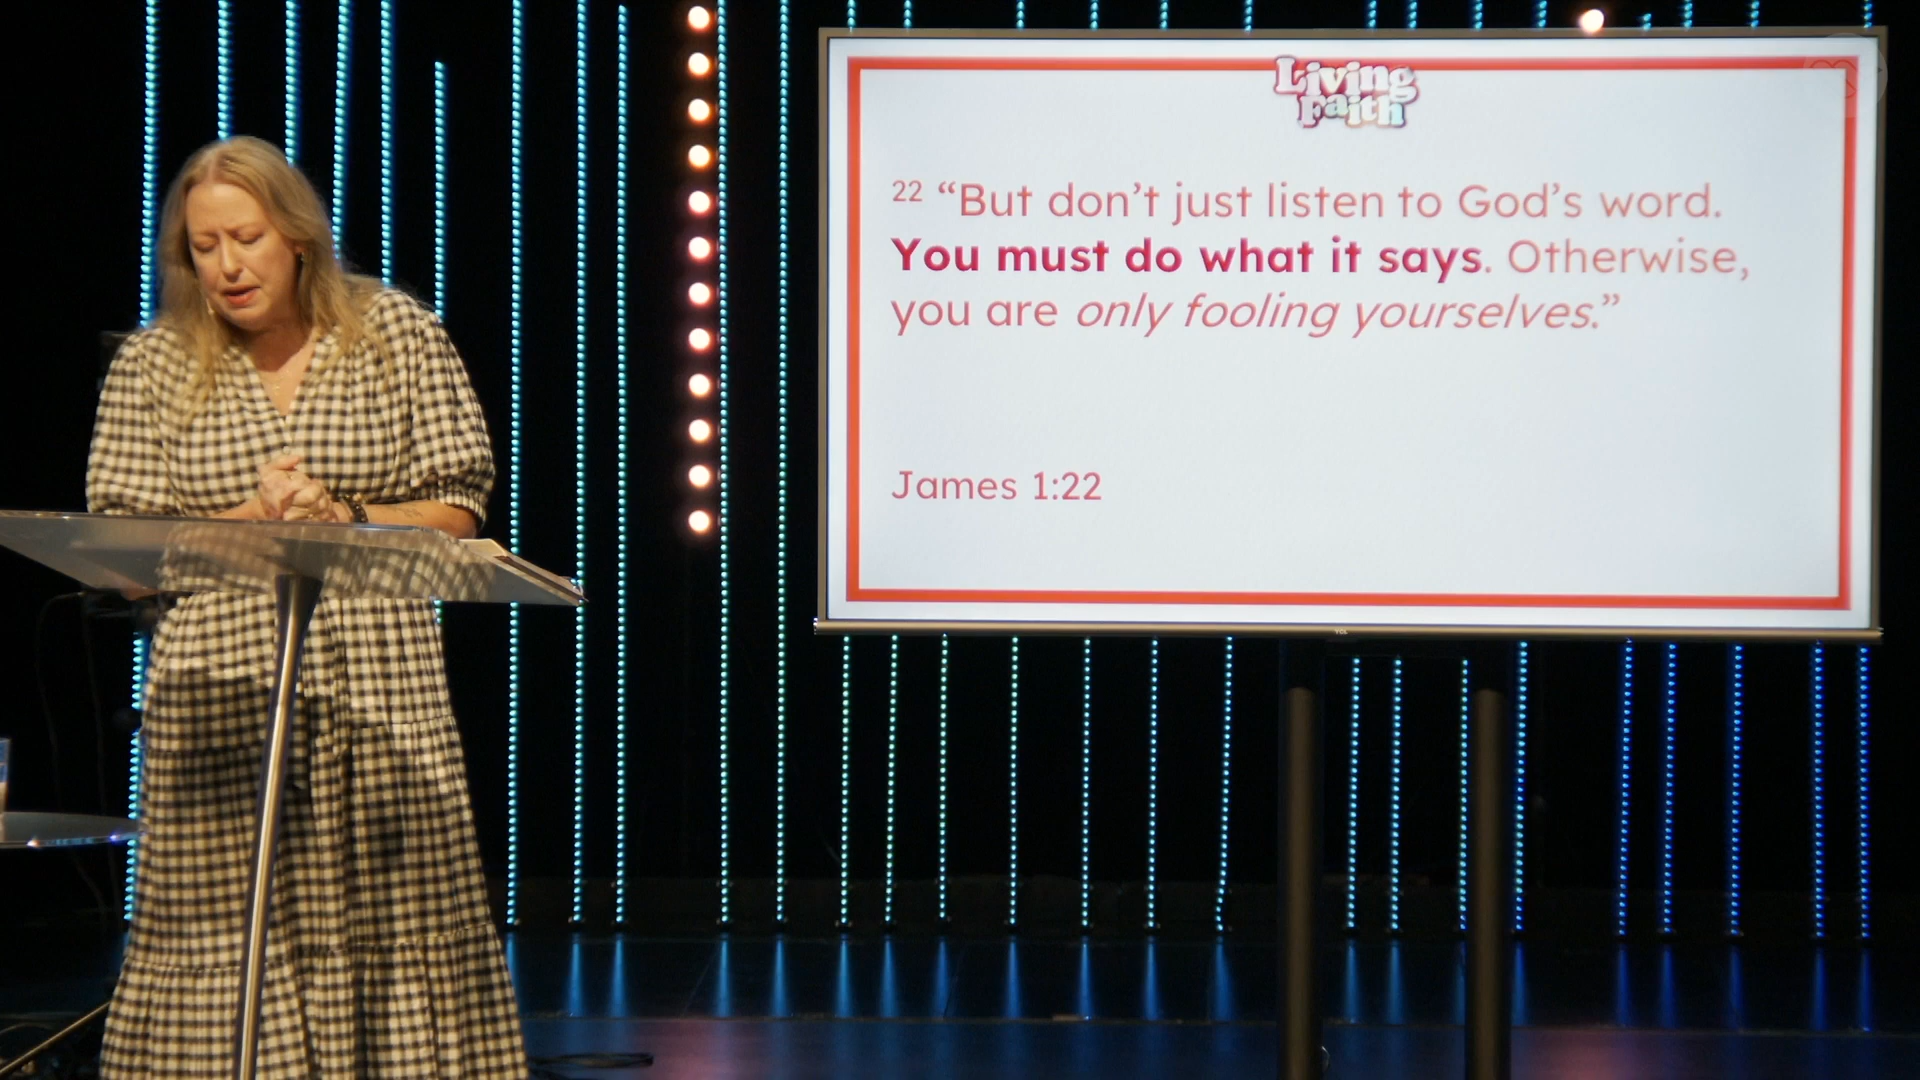 Living
Faith
22 “But don’t just listen to God’s word.
You must do what it says. Otherwise,
you are only fooling yourselves.”
James 1:22